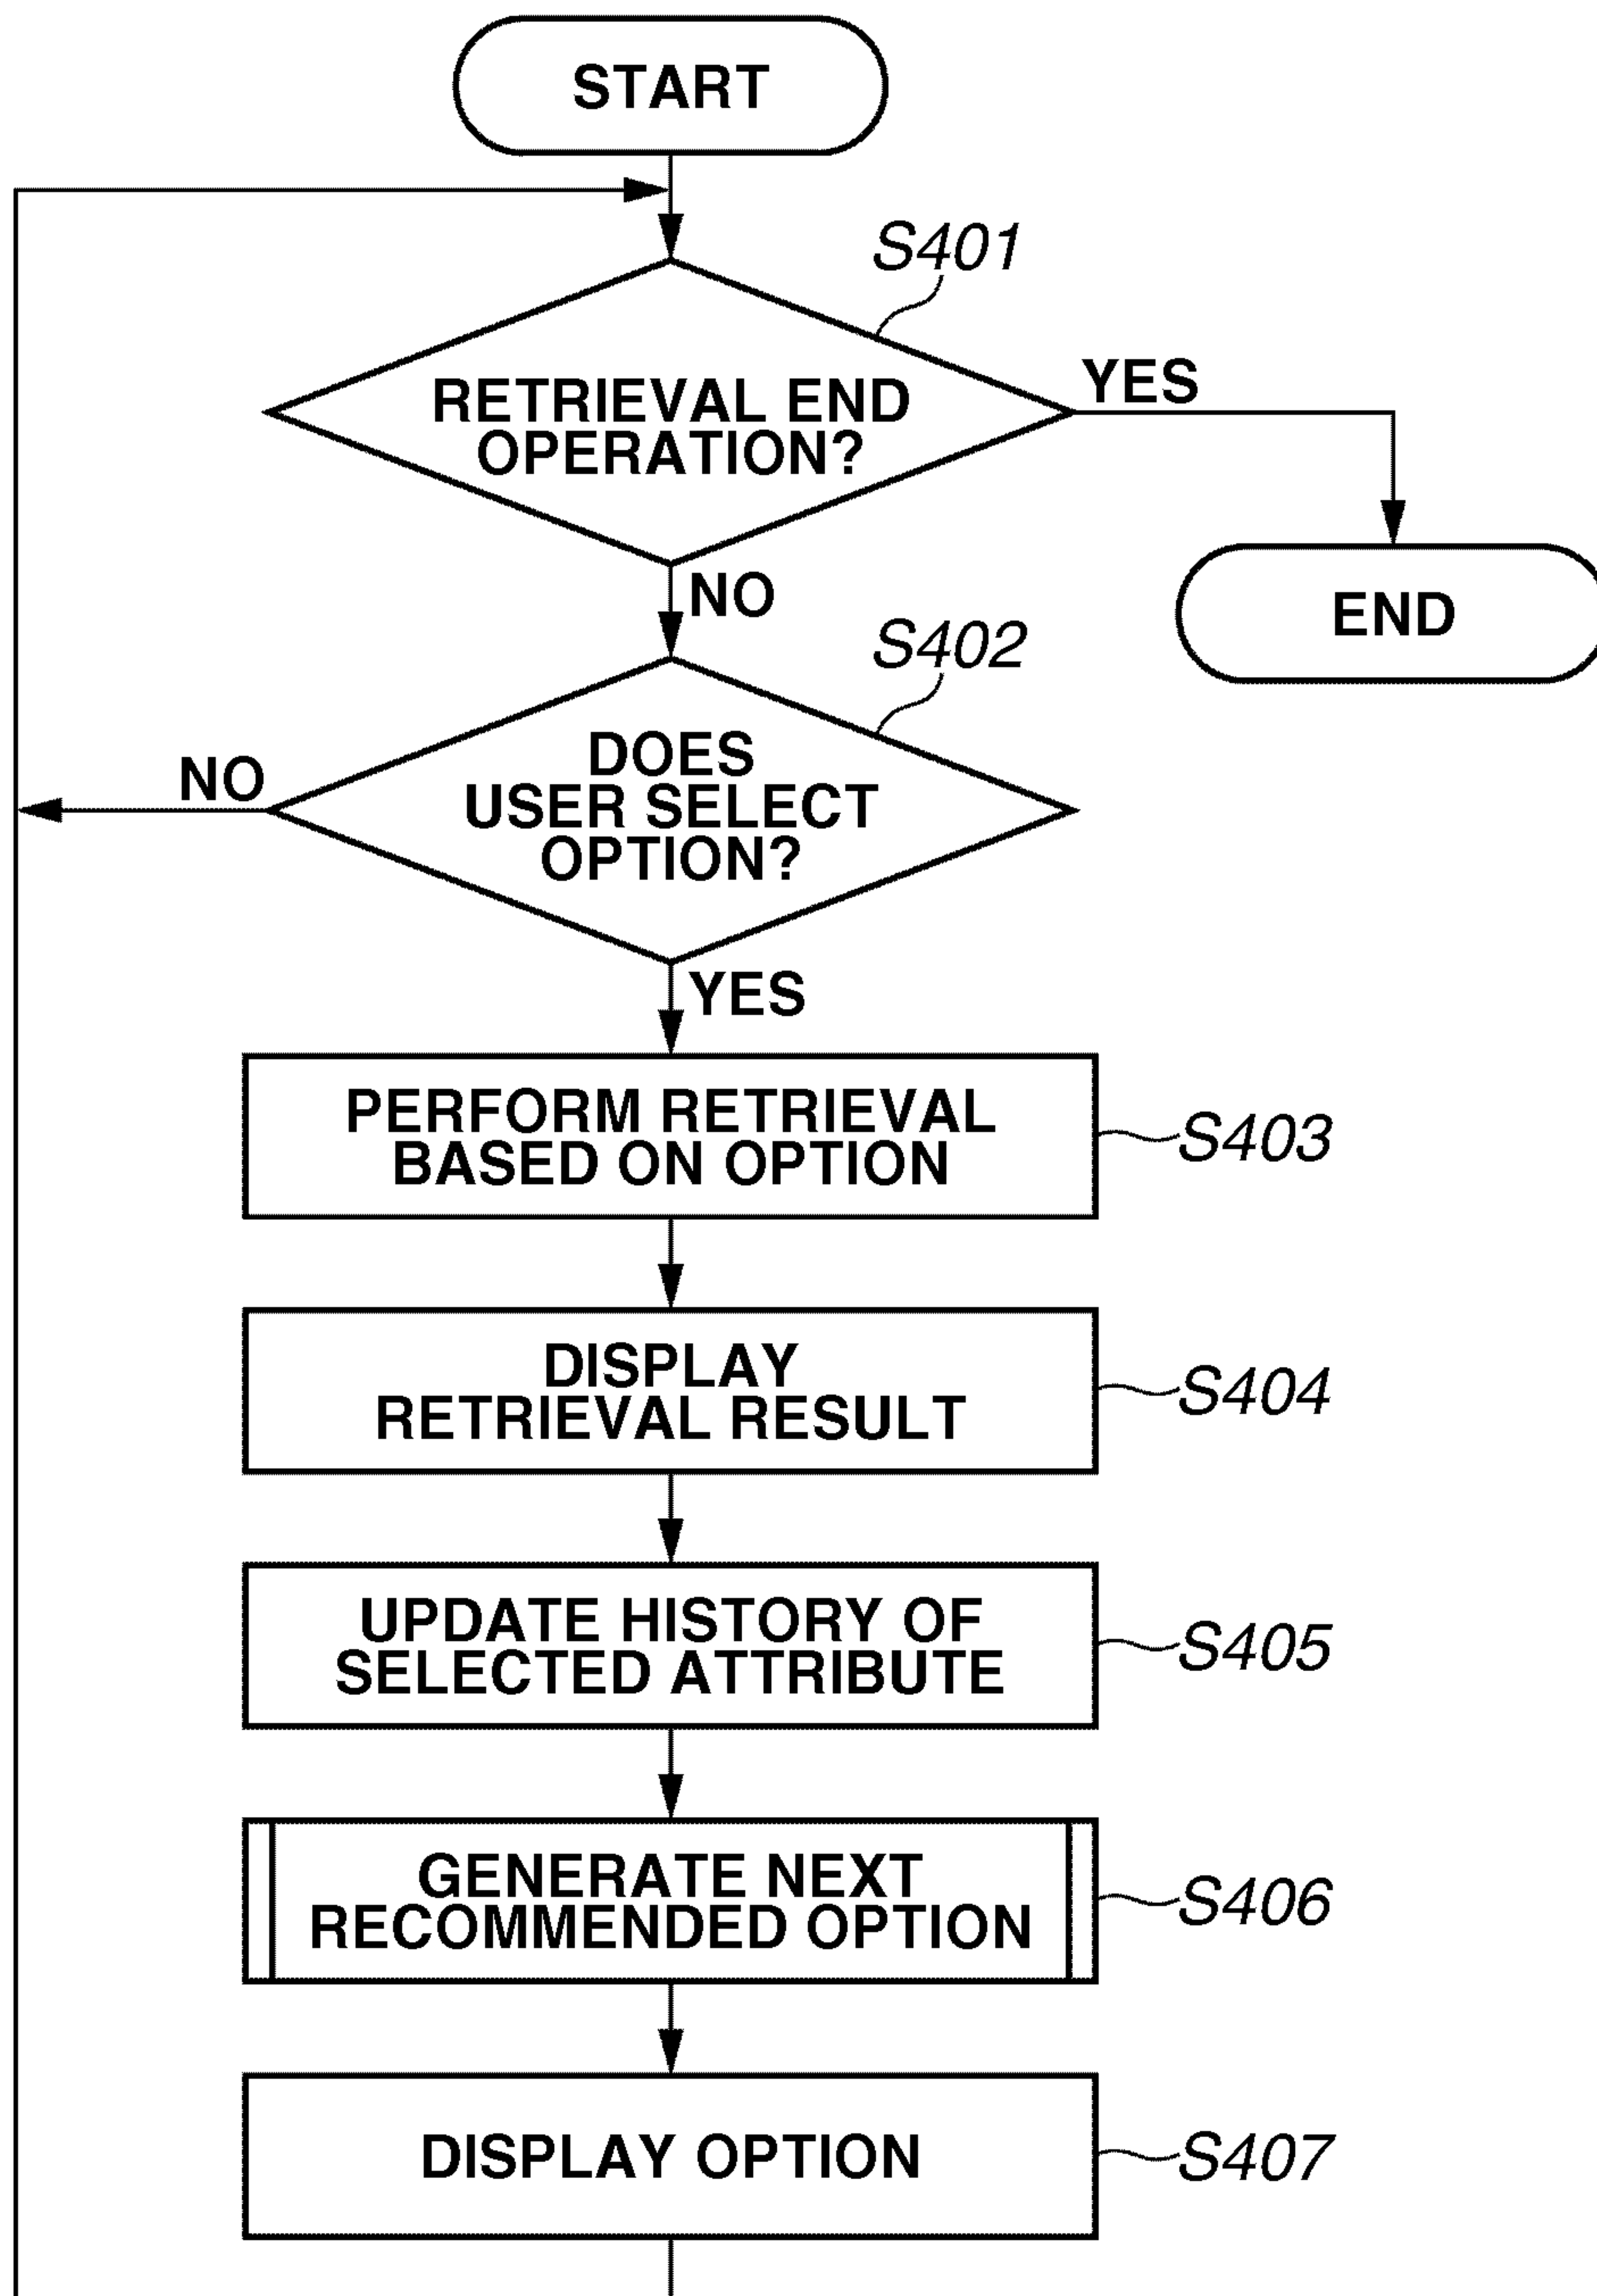 START
S401
RETRIEVAL END
OPERATION?
YES
END
NO
S402
DOES
USER SELECT
OPTION?
NO
YES
PERFORM RETRIEVAL
BASED ON OPTION
S403
DISPLAY
RETRIEVAL RESULT
S404
UPDATE HISTORY OF
SELECTED ATTRIBUTE
S405
GENERATE NEXT
RECOMMENDED OPTION
S406
DISPLAY OPTION
S407